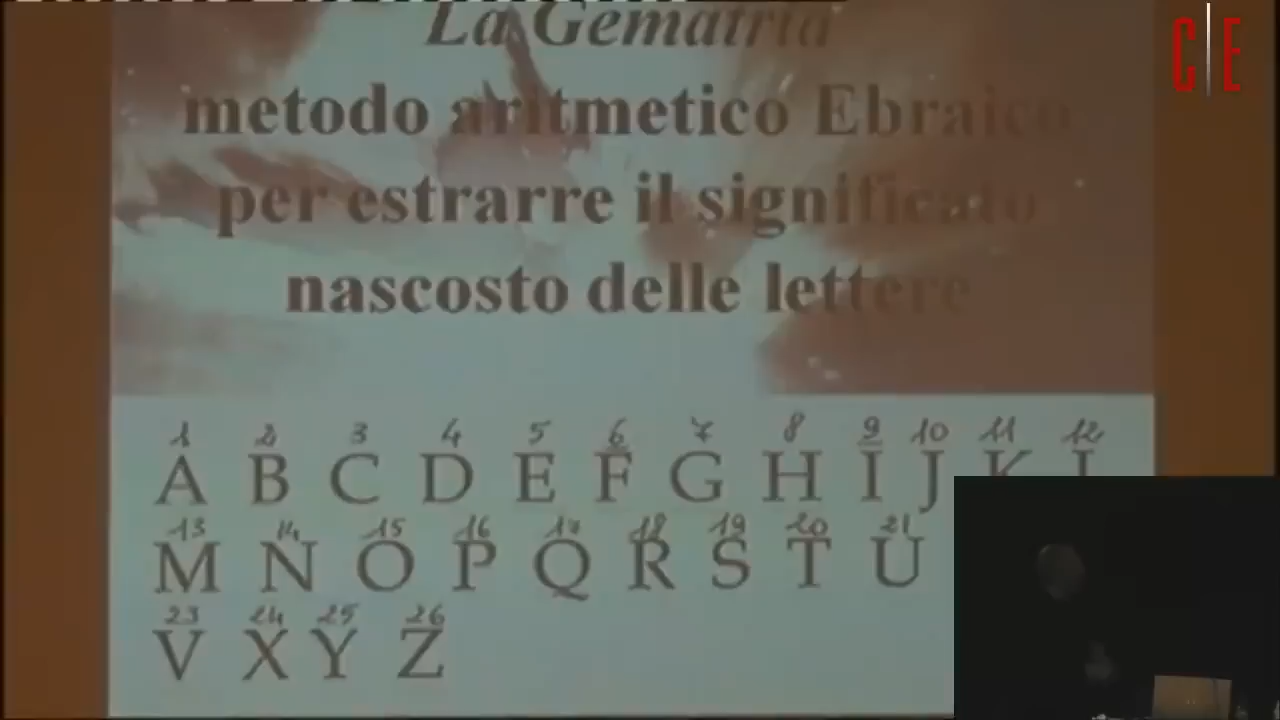 La Gematria
metodo aritmetico Ebraico
per estrarre il significato
nascosto delle lettere
C|E
1 2 3 4 5 6 7 8 9 10 11 12
A B C D E F G H I J K L
13 14 15 16 17 18 19 20 21
M N O P Q R S T U
23 24 25 26
V X Y Z